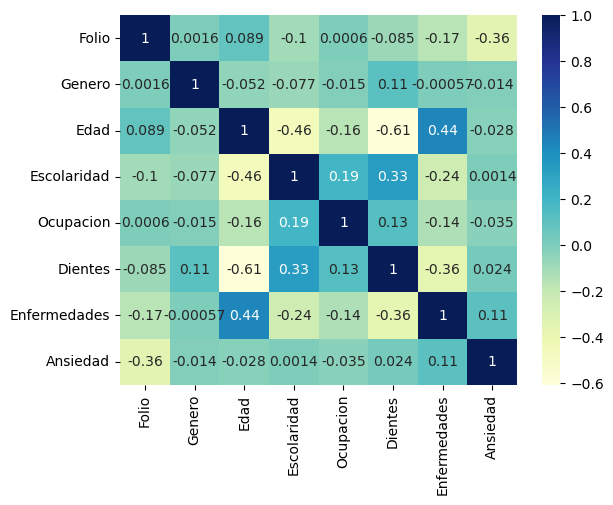 Folio 1 0.0016 0.089 -0.1 0.0006 -0.085 -0.17 -0.36
Genero 0.0016 1 -0.052 -0.077 -0.015 0.11 -0.00057 -0.014
Edad 0.089 -0.052 1 -0.46 -0.16 -0.61 0.44 -0.028
Escolaridad -0.1 -0.077 -0.46 1 0.19 0.33 -0.24 0.0014
Ocupacion 0.0006 -0.015 -0.16 0.19 1 0.13 -0.14 -0.035
Dientes -0.085 0.11 -0.61 0.33 0.13 1 -0.36 0.024
Enfermedades -0.17 -0.00057 0.44 -0.24 -0.14 -0.36 1 0.11
Ansiedad -0.36 -0.014 -0.028 0.0014 -0.035 0.024 0.11 1
Folio
Genero
Edad
Escolaridad
Ocupacion
Dientes
Enfermedades
Ansiedad
1.0
0.8
0.6
0.4
0.2
0.0
−0.2
−0.4
−0.6